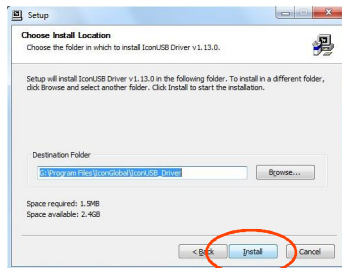 Setup
Choose Install Location
Choose the folder in which to install IconUSB Driver v1.13.0.
Setup will install IconUSB Driver v1.13.0 in the following folder. To install in a different folder,
click Browse and select another folder. Click Install to start the installation.
Destination Folder
G:\Program Files\IconGlobal\IconUSB_Driver
Browse...
Space required: 1.5MB
Space available: 2.4GB
< Back
Install
Cancel